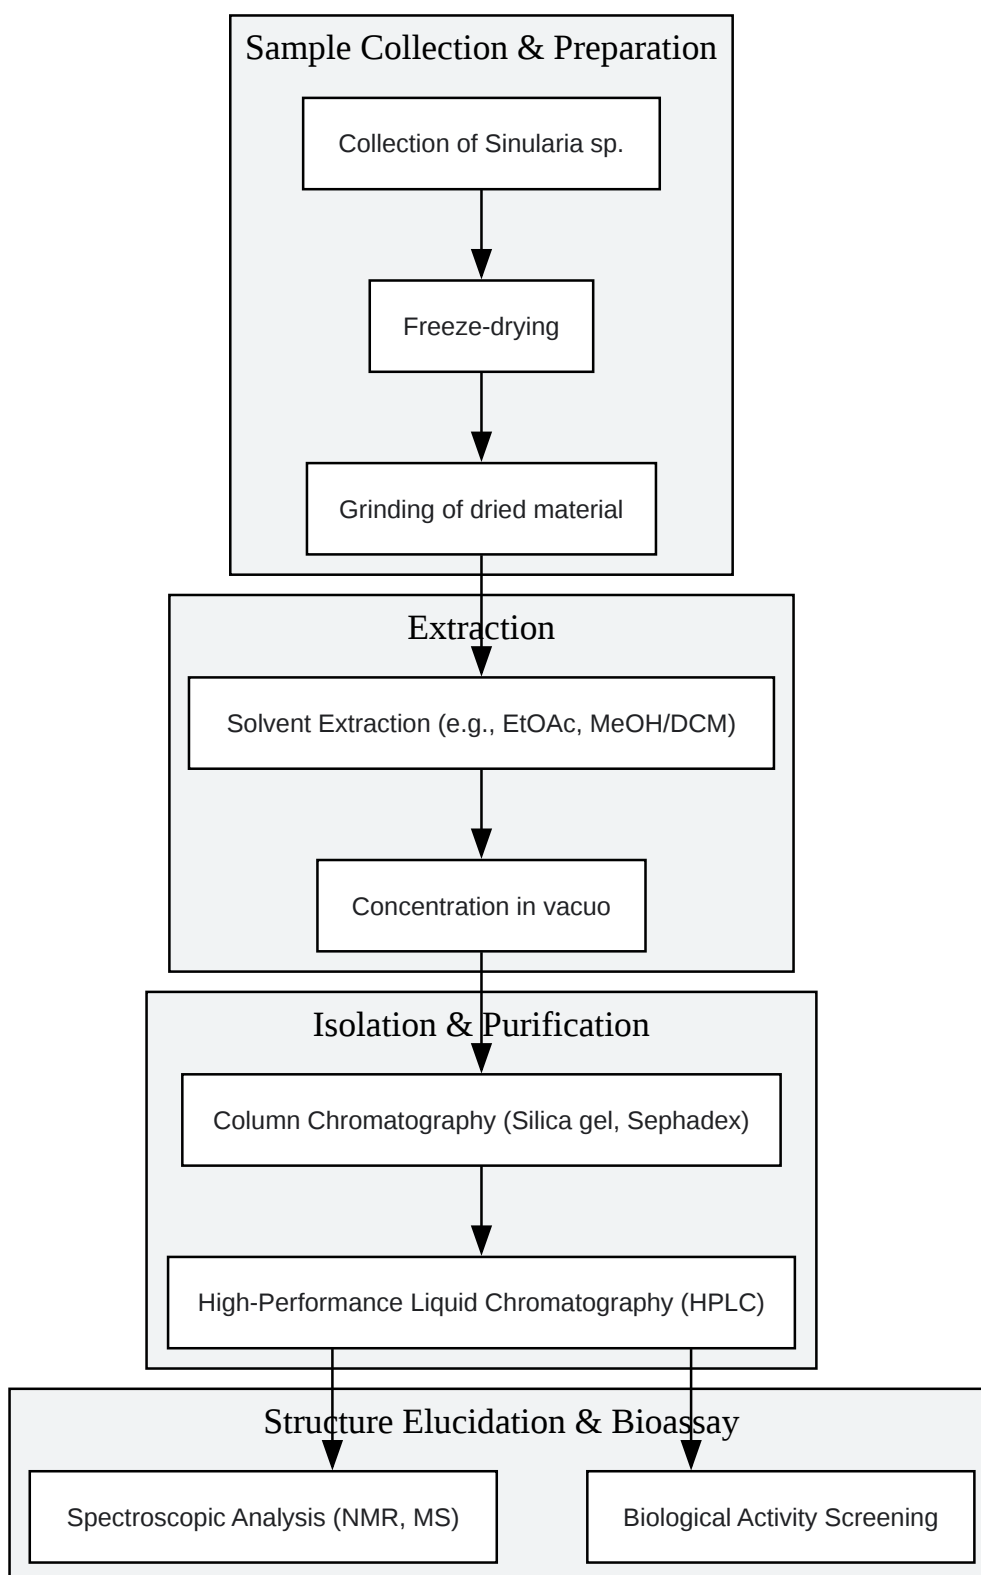 Sample Collection & Preparation
Collection of Sinularia sp.
Freeze-drying
Grinding of dried material
Extraction
Solvent Extraction (e.g., EtOAc, MeOH/DCM)
Concentration in vacuo
Isolation & Purification
Column Chromatography (Silica gel, Sephadex)
High-Performance Liquid Chromatography (HPLC)
Structure Elucidation & Bioassay
Spectroscopic Analysis (NMR, MS)
Biological Activity Screening